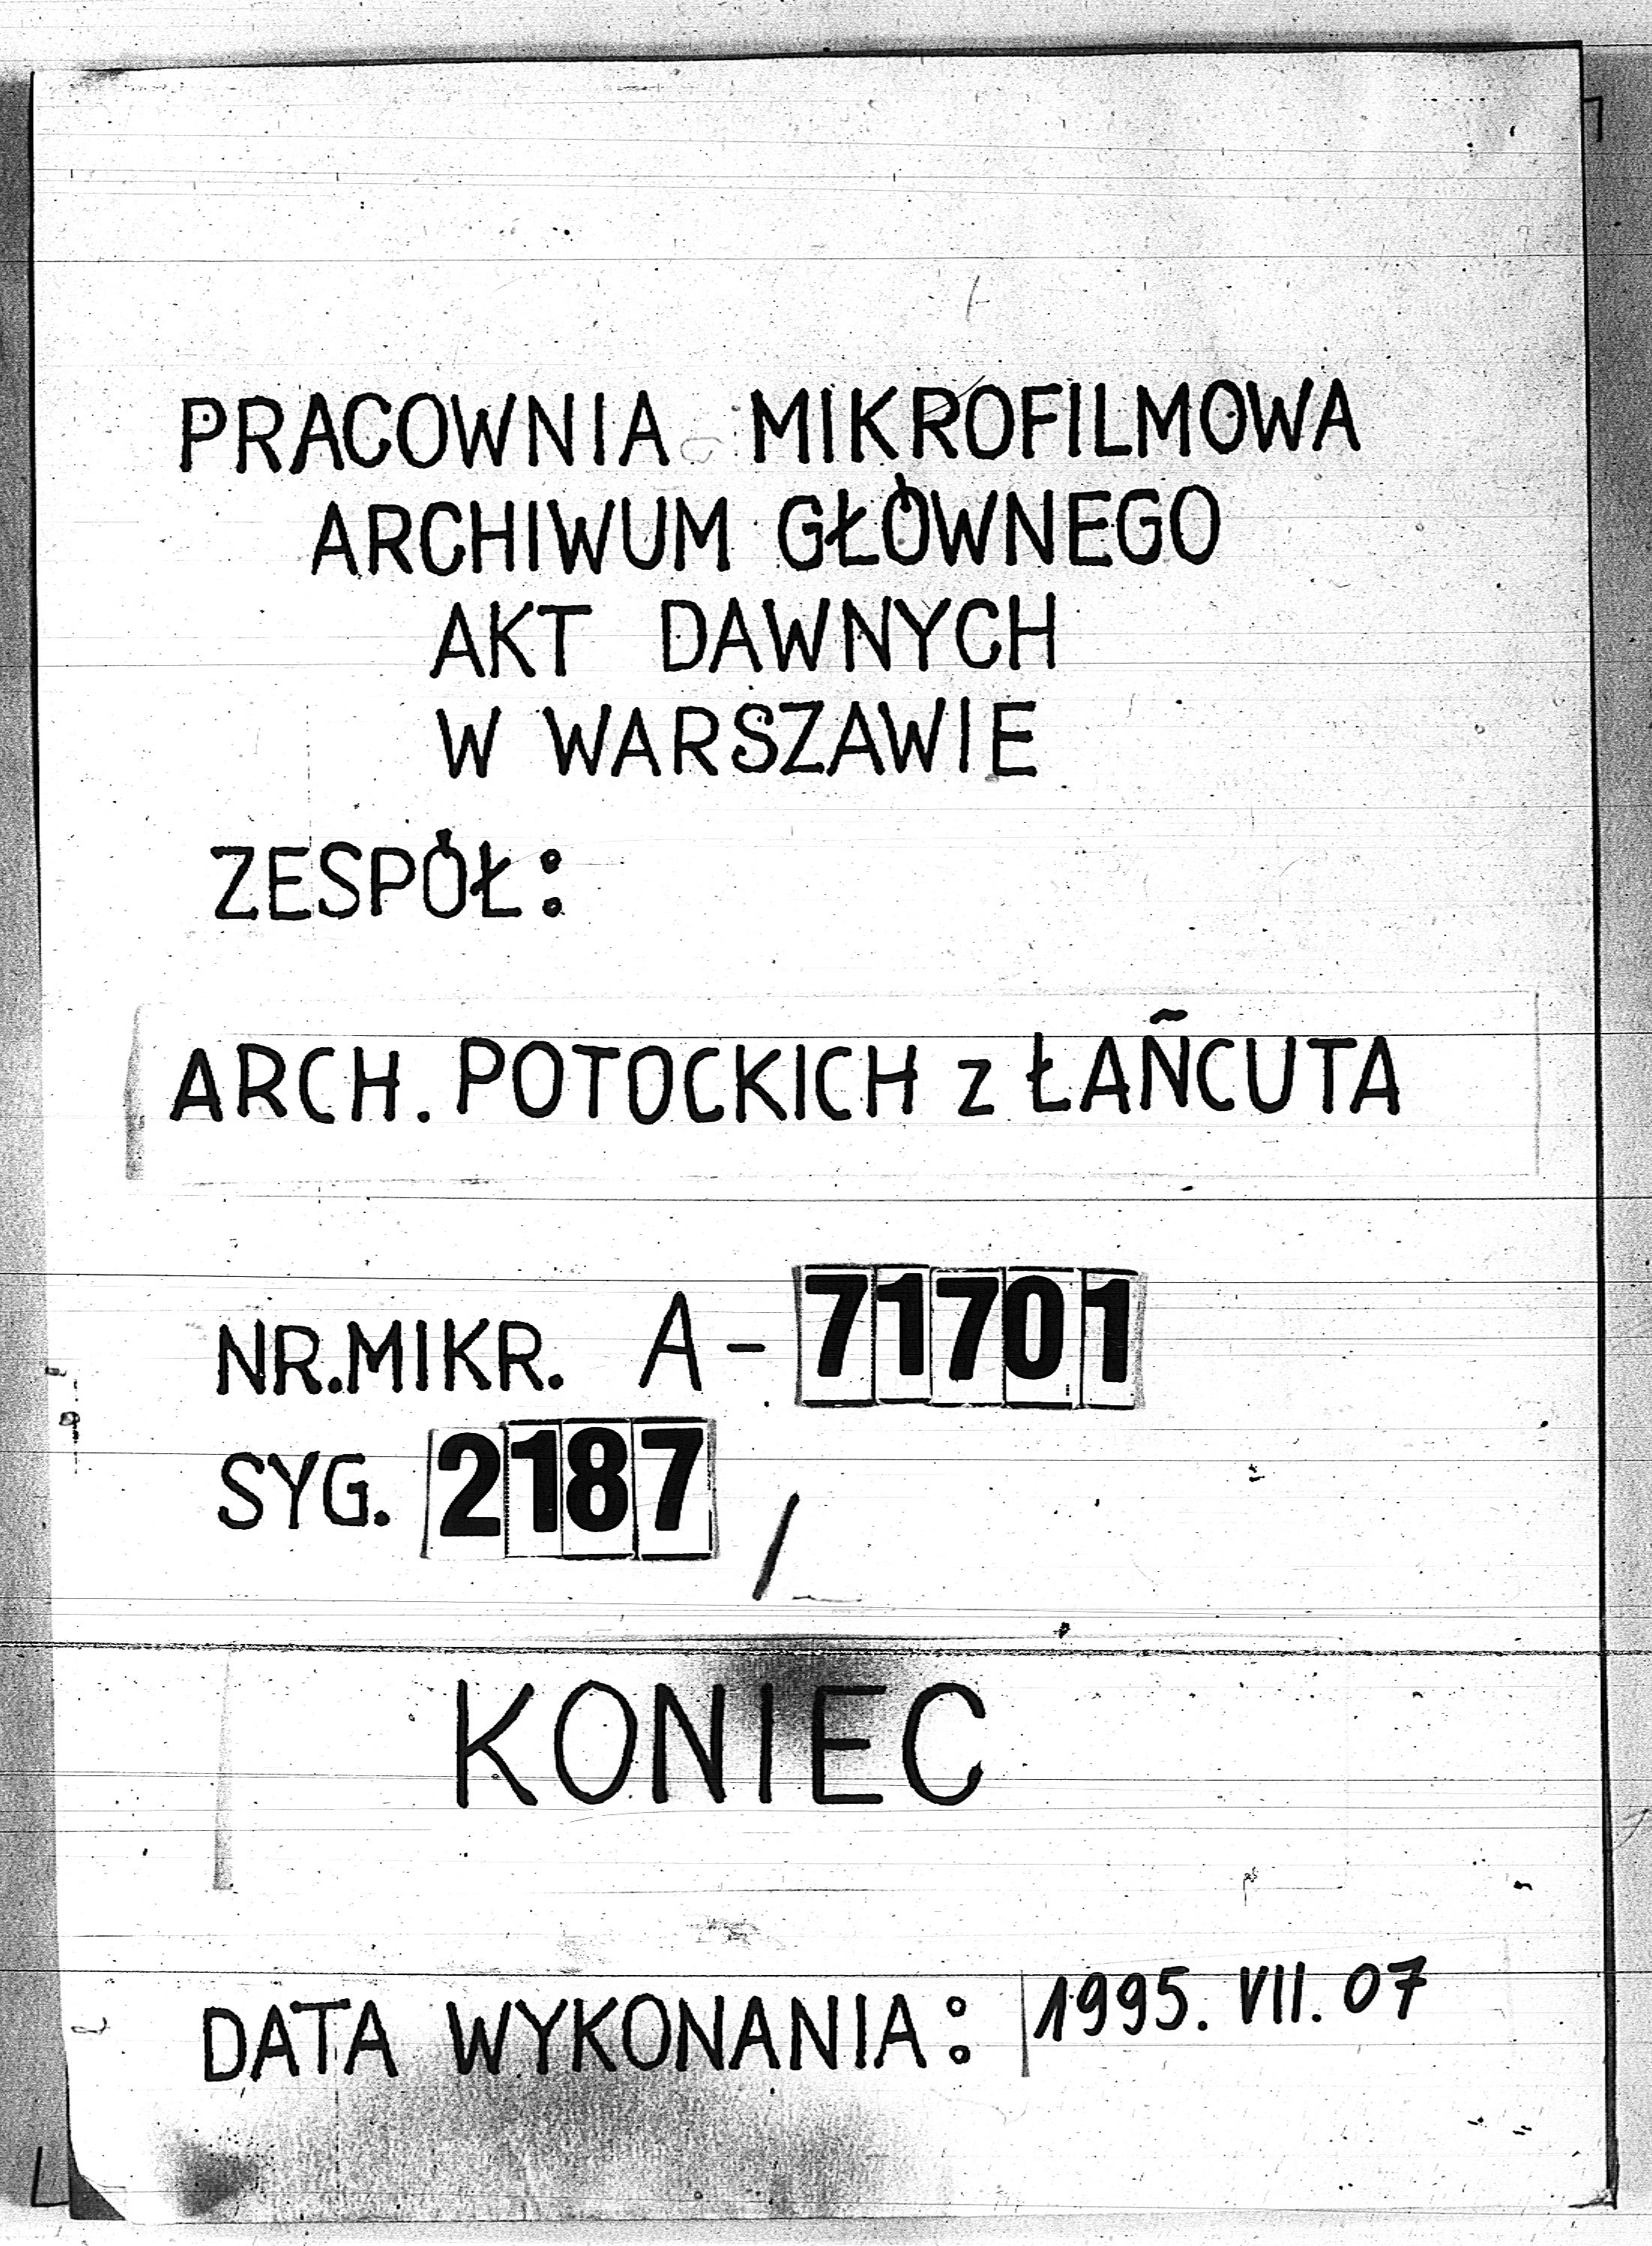 PRACOWNIA MIKROFILMOWA
ARCHIWUM GŁÓWNEGO
AKT DAWNYCH
W WARSZAWIE
ZESPÓŁ:
ARCH. POTOCKICH z ŁAŃCUTA
NR.MIKR. A-71701
SYG. 2187 /
KONIEC
DATA WYKONANIA: 1995. VII. 07